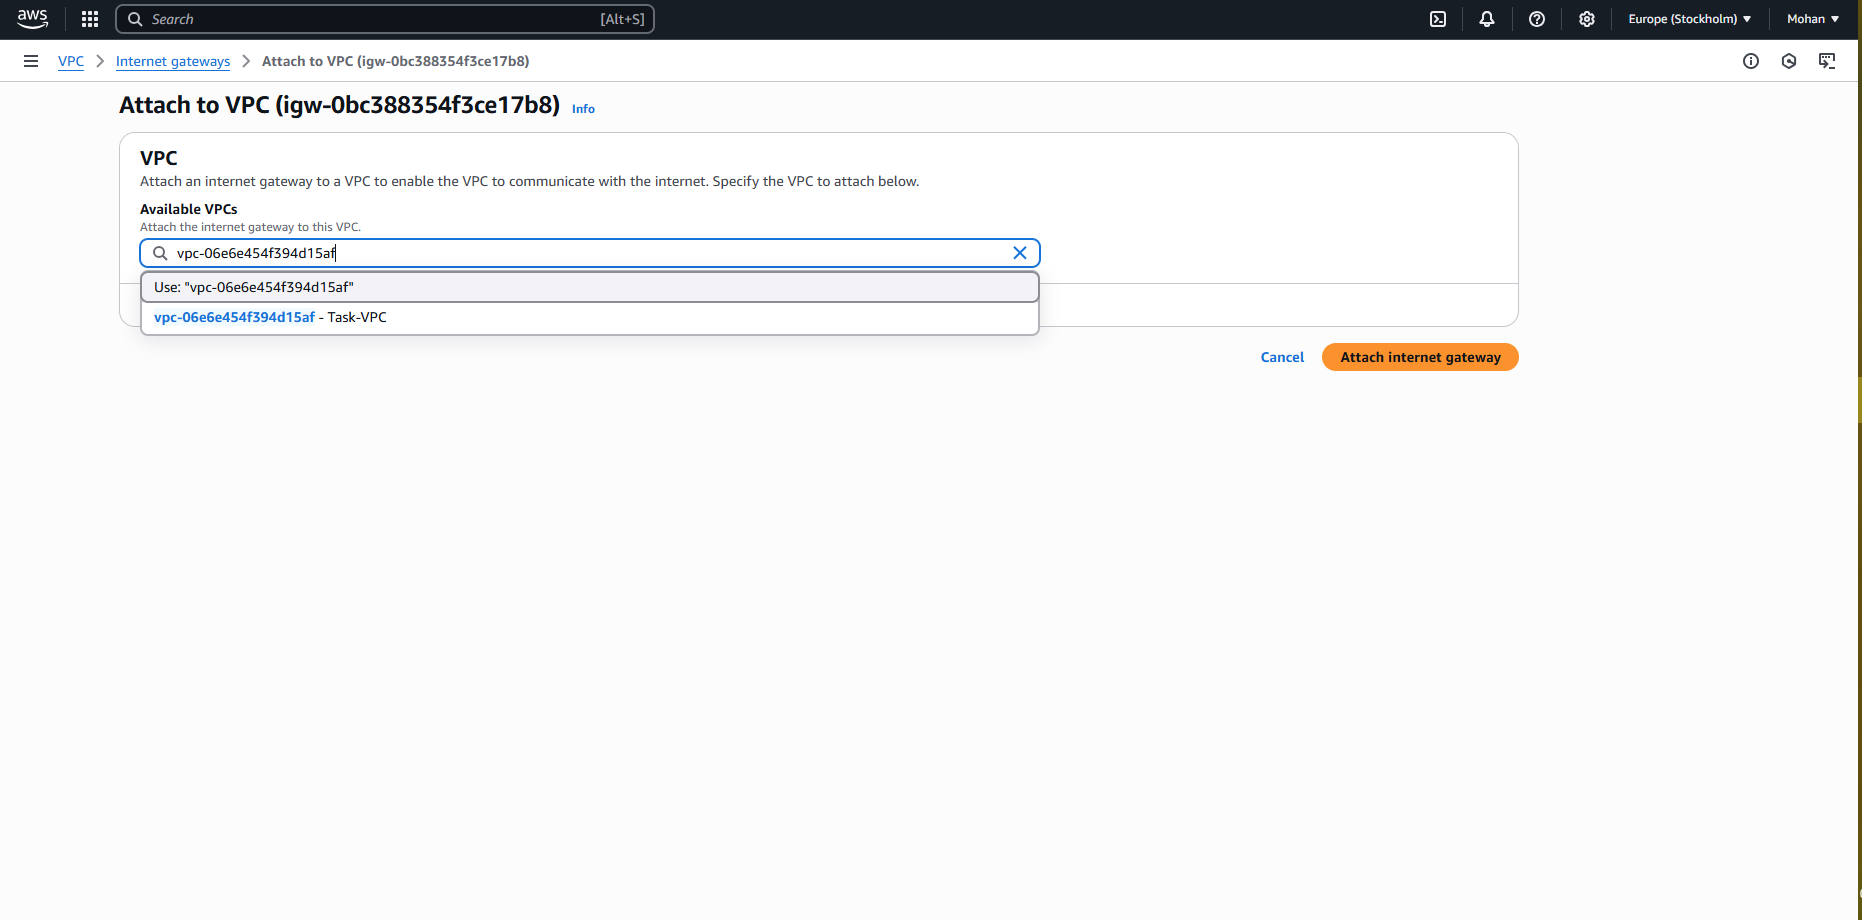 aws
Search [Alt+S]
Europe (Stockholm) Mohan
VPC Internet gateways Attach to VPC (igw-0bc388354f3ce17b8)
Attach to VPC (igw-0bc388354f3ce17b8) Info
VPC
Attach an internet gateway to a VPC to enable the VPC to communicate with the internet. Specify the VPC to attach below.
Available VPCs
Attach the internet gateway to this VPC.
vpc-06e6e454f394d15af
Use: "vpc-06e6e454f394d15af"
vpc-06e6e454f394d15af - Task-VPC
Cancel Attach internet gateway